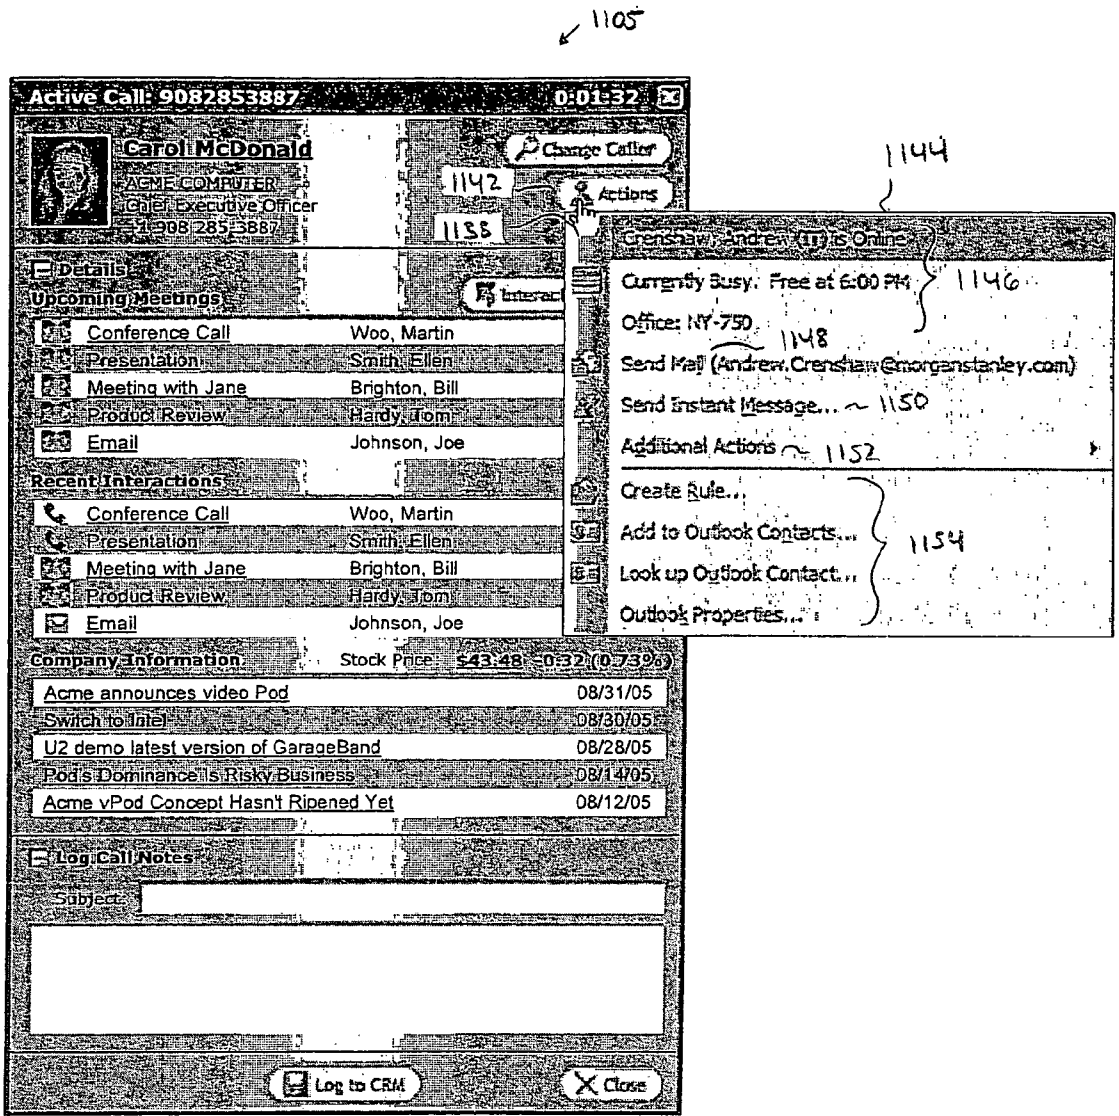 1105
Active Call: 9082853887 0:01:32
Carol McDonald
Change Caller
ACME COMPUTER
Chief Executive Officer
+1 908 285-3887
1142
Actions
1138
1144
Crenshaw, Andrew (IT) is Online
Currently Busy. Free at 6:00 PM
1146
Office: NY-750
1148
Send Mail (Andrew.Crenshaw@morganstanley.com)
Send Instant Message... ~ 1150
Additional Actions ~ 1152
Create Rule...
Add to Outlook Contacts...
1154
Look up Outlook Contact...
Outlook Properties...
Details
Upcoming Meetings
Interac
Conference Call Woo, Martin
Presentation Smith, Ellen
Meeting with Jane Brighton, Bill
Product Review Hardy, Tom
Email Johnson, Joe
Recent Interactions
Conference Call Woo, Martin
Presentation Smith, Ellen
Meeting with Jane Brighton, Bill
Product Review Hardy, Tom
Email Johnson, Joe
Company Information Stock Price: $43.48 -0.32 (0.73%)
Acme announces video Pod 08/31/05
Switch to Intel 08/30/05
U2 demo latest version of GarageBand 08/28/05
Pod's Dominance Is Risky Business 08/14/05
Acme vPod Concept Hasn't Ripened Yet 08/12/05
Log Call Notes
Subject:
Log to CRM
Close